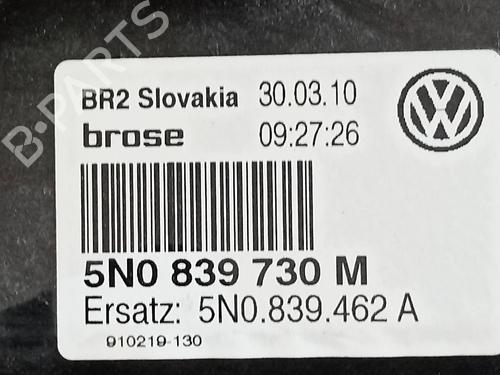 B-PARTS
BR2 Slovakia 30.03.10
brose 09:27:26
5N0 839 730 M
Ersatz: 5N0.839.462 A
910219-130